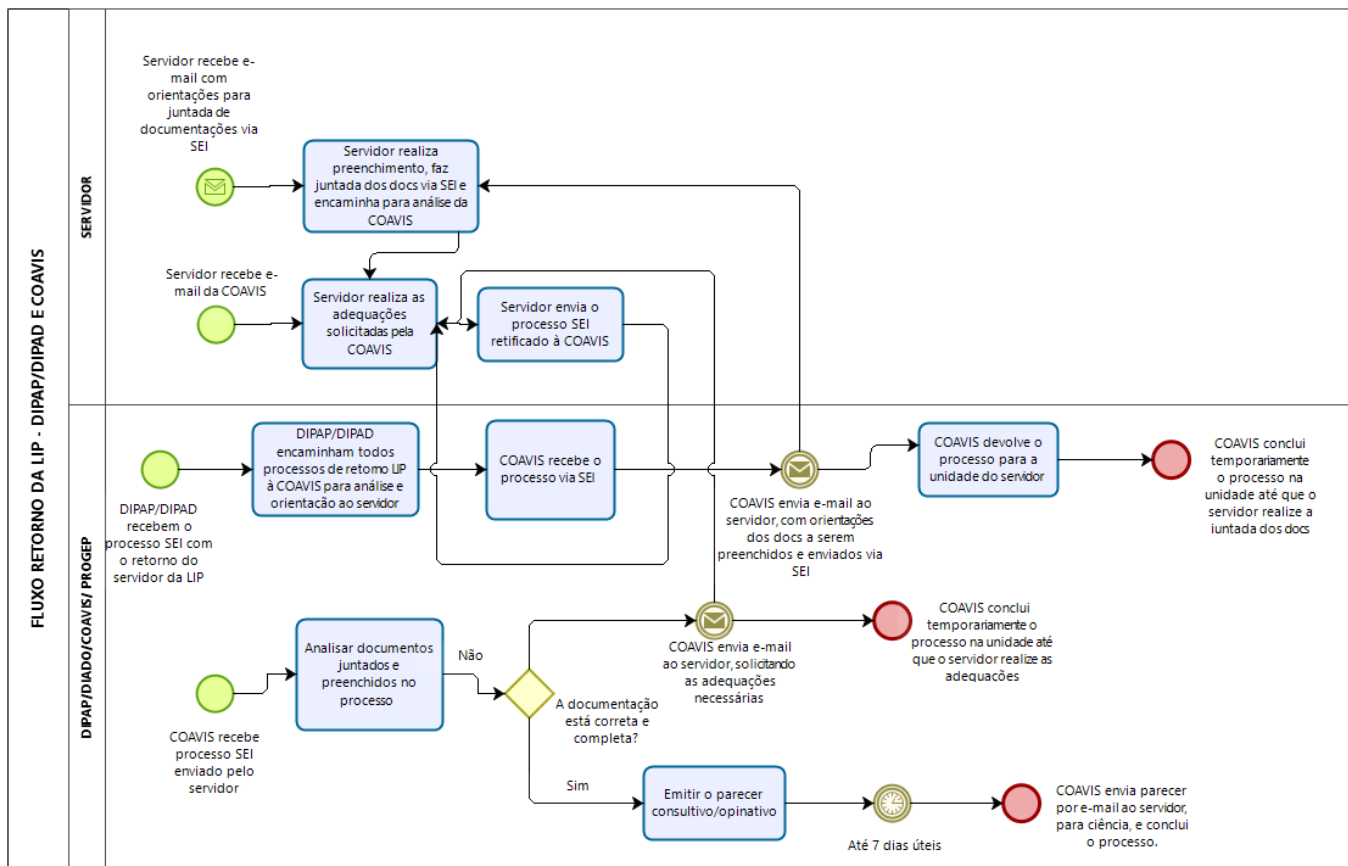 FLUXO RETORNO DA LIP - DIPAP/DIPAD E COAVIS
SERVIDOR
Servidor recebe e-
mail com
orientações para
juntada de
documentações via
SEI
Servidor realiza
preenchimento, faz
juntada dos docs via SEI e
encaminha para análise da
COAVIS
Servidor recebe e-
mail da COAVIS
Servidor realiza as
adequações
solicitadas pela
COAVIS
Servidor envia o
processo SEI
retificado à COAVIS
DIPAP/DIADO/COAVIS/ PROGEP
DIPAP/DIPAD
recebem o
processo SEI com
o retorno do
servidor da LIP
DIPAP/DIPAD
encaminham todos
processos de retorno LIP
à COAVIS para análise e
orientação ao servidor
COAVIS recebe o
processo via SEI
COAVIS envia e-mail ao
servidor, com orientações
dos docs a serem
preenchidos e enviados via
SEI
COAVIS devolve o
processo para a
unidade do servidor
COAVIS conclui
temporariamente
o processo na
unidade até que o
servidor realize a
juntada dos docs
COAVIS recebe
processo SEI
enviado pelo
servidor
Analisar documentos
juntados e
preenchidos no
processo
Não
A documentação
está correta e
completa?
COAVIS envia e-mail
ao servidor, solicitando
as adequações
necessárias
COAVIS conclui
temporariamente o
processo na unidade até
que o servidor realize as
adequações
Sim
Emitir o parecer
consultivo/opinativo
Até 7 dias úteis
COAVIS envia parecer
por e-mail ao servidor,
para ciência, e conclui
o processo.